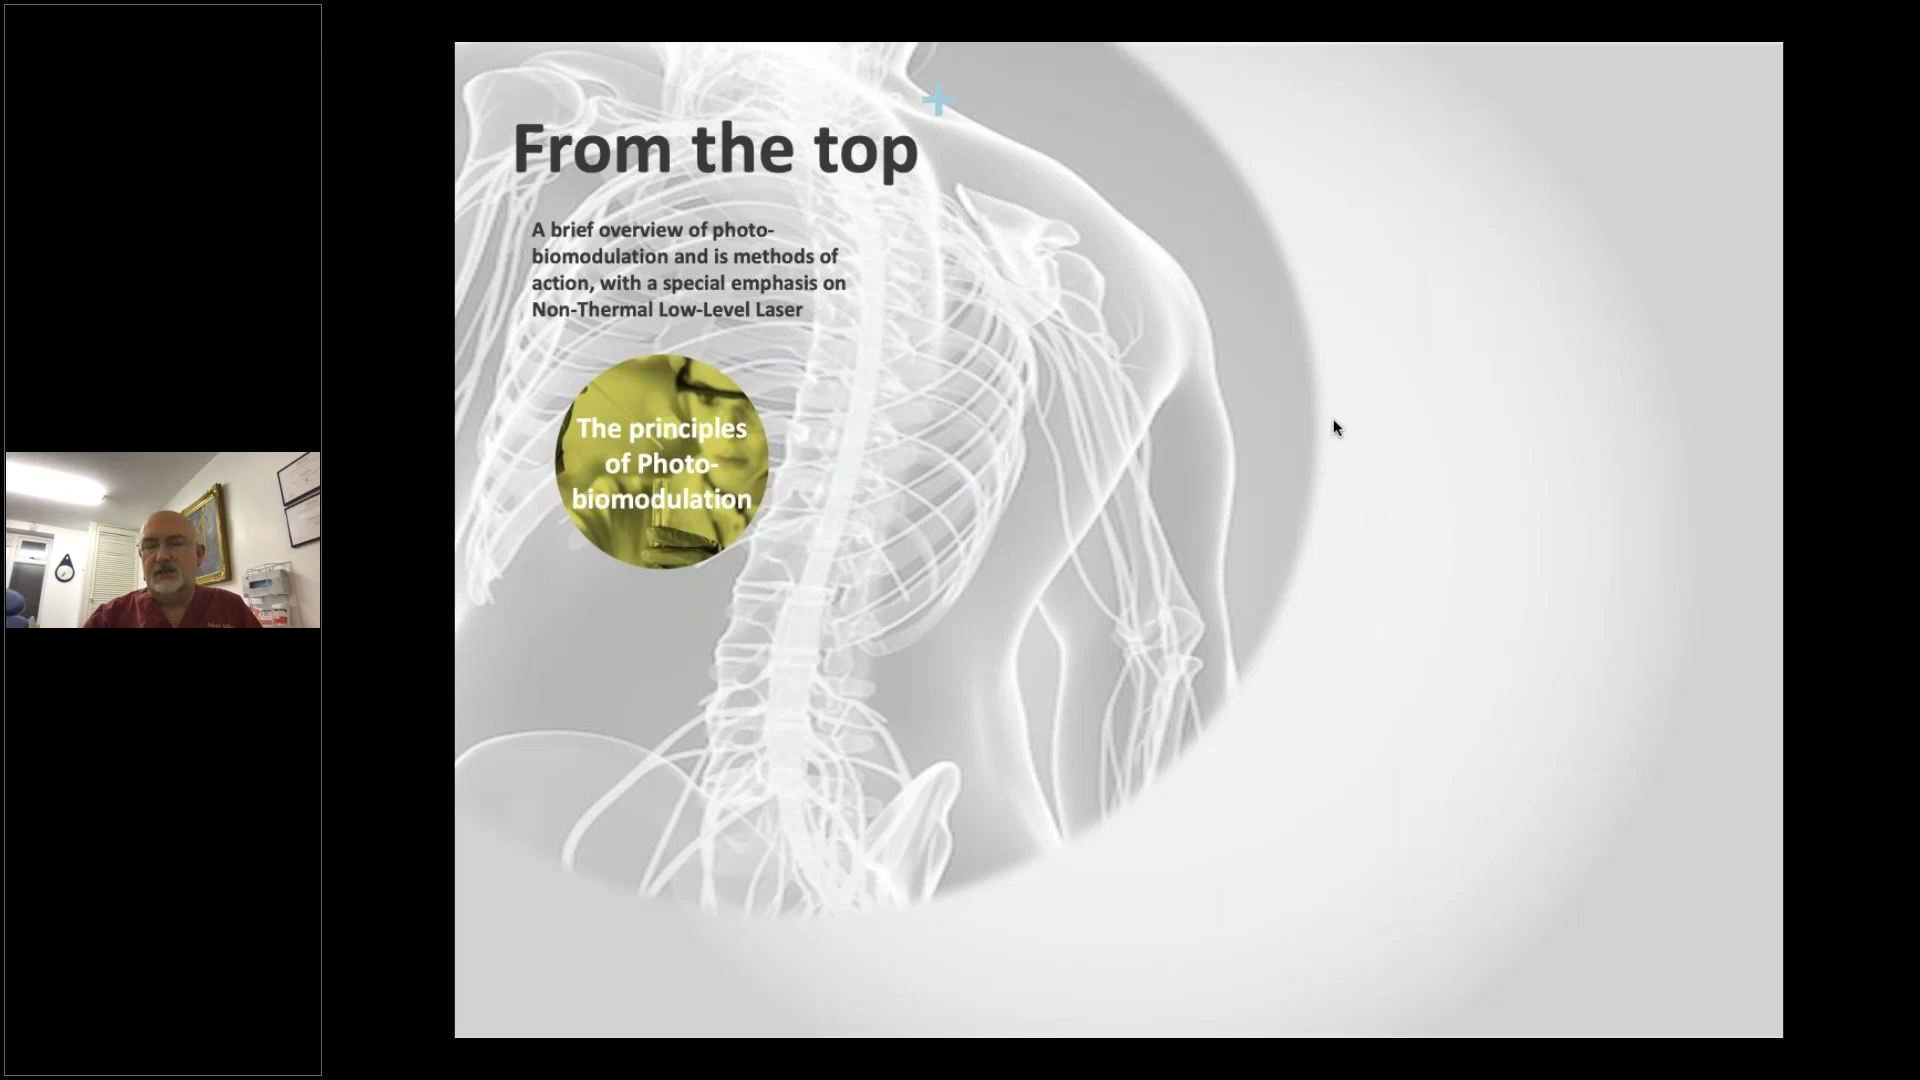 From the top
A brief overview of photo-
biomodulation and is methods of
action, with a special emphasis on
Non-Thermal Low-Level Laser
The principles
of Photo-
biomodulation